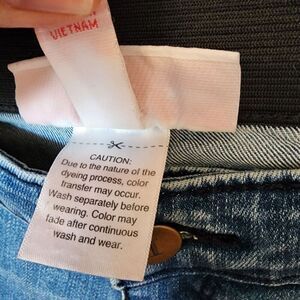 VIETNAM
CAUTION:
Due to the nature of the
dyeing process, color
transfer may occur.
Wash separately before
wearing. Color may
fade after continuous
wash and wear.